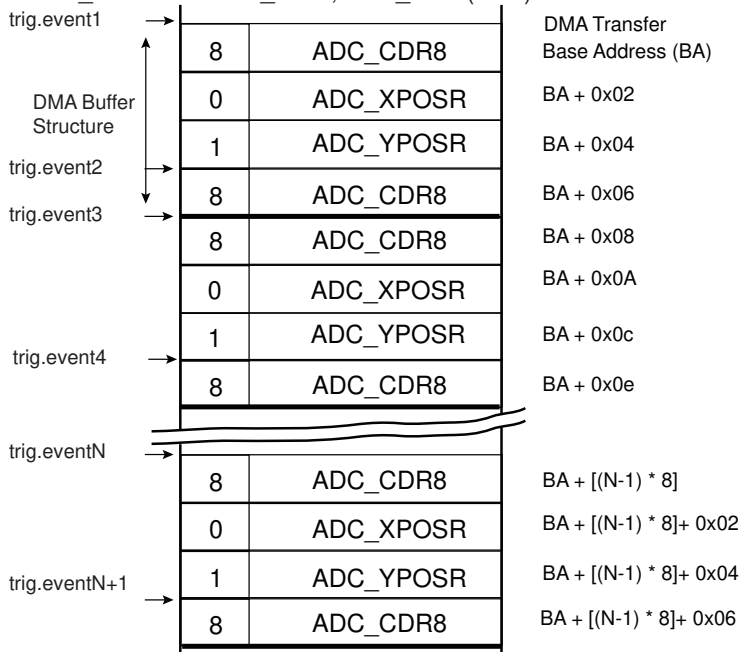 trig.event1
DMA Transfer
Base Address (BA)
8 ADC_CDR8
DMA Buffer
Structure
0 ADC_XPOSR BA + 0x02
1 ADC_YPOSR BA + 0x04
trig.event2
8 ADC_CDR8 BA + 0x06
trig.event3
8 ADC_CDR8 BA + 0x08
0 ADC_XPOSR BA + 0x0A
1 ADC_YPOSR BA + 0x0c
trig.event4
8 ADC_CDR8 BA + 0x0e
trig.eventN
8 ADC_CDR8 BA + [(N-1) * 8]
0 ADC_XPOSR BA + [(N-1) * 8]+ 0x02
1 ADC_YPOSR BA + [(N-1) * 8]+ 0x04
trig.eventN+1
8 ADC_CDR8 BA + [(N-1) * 8]+ 0x06